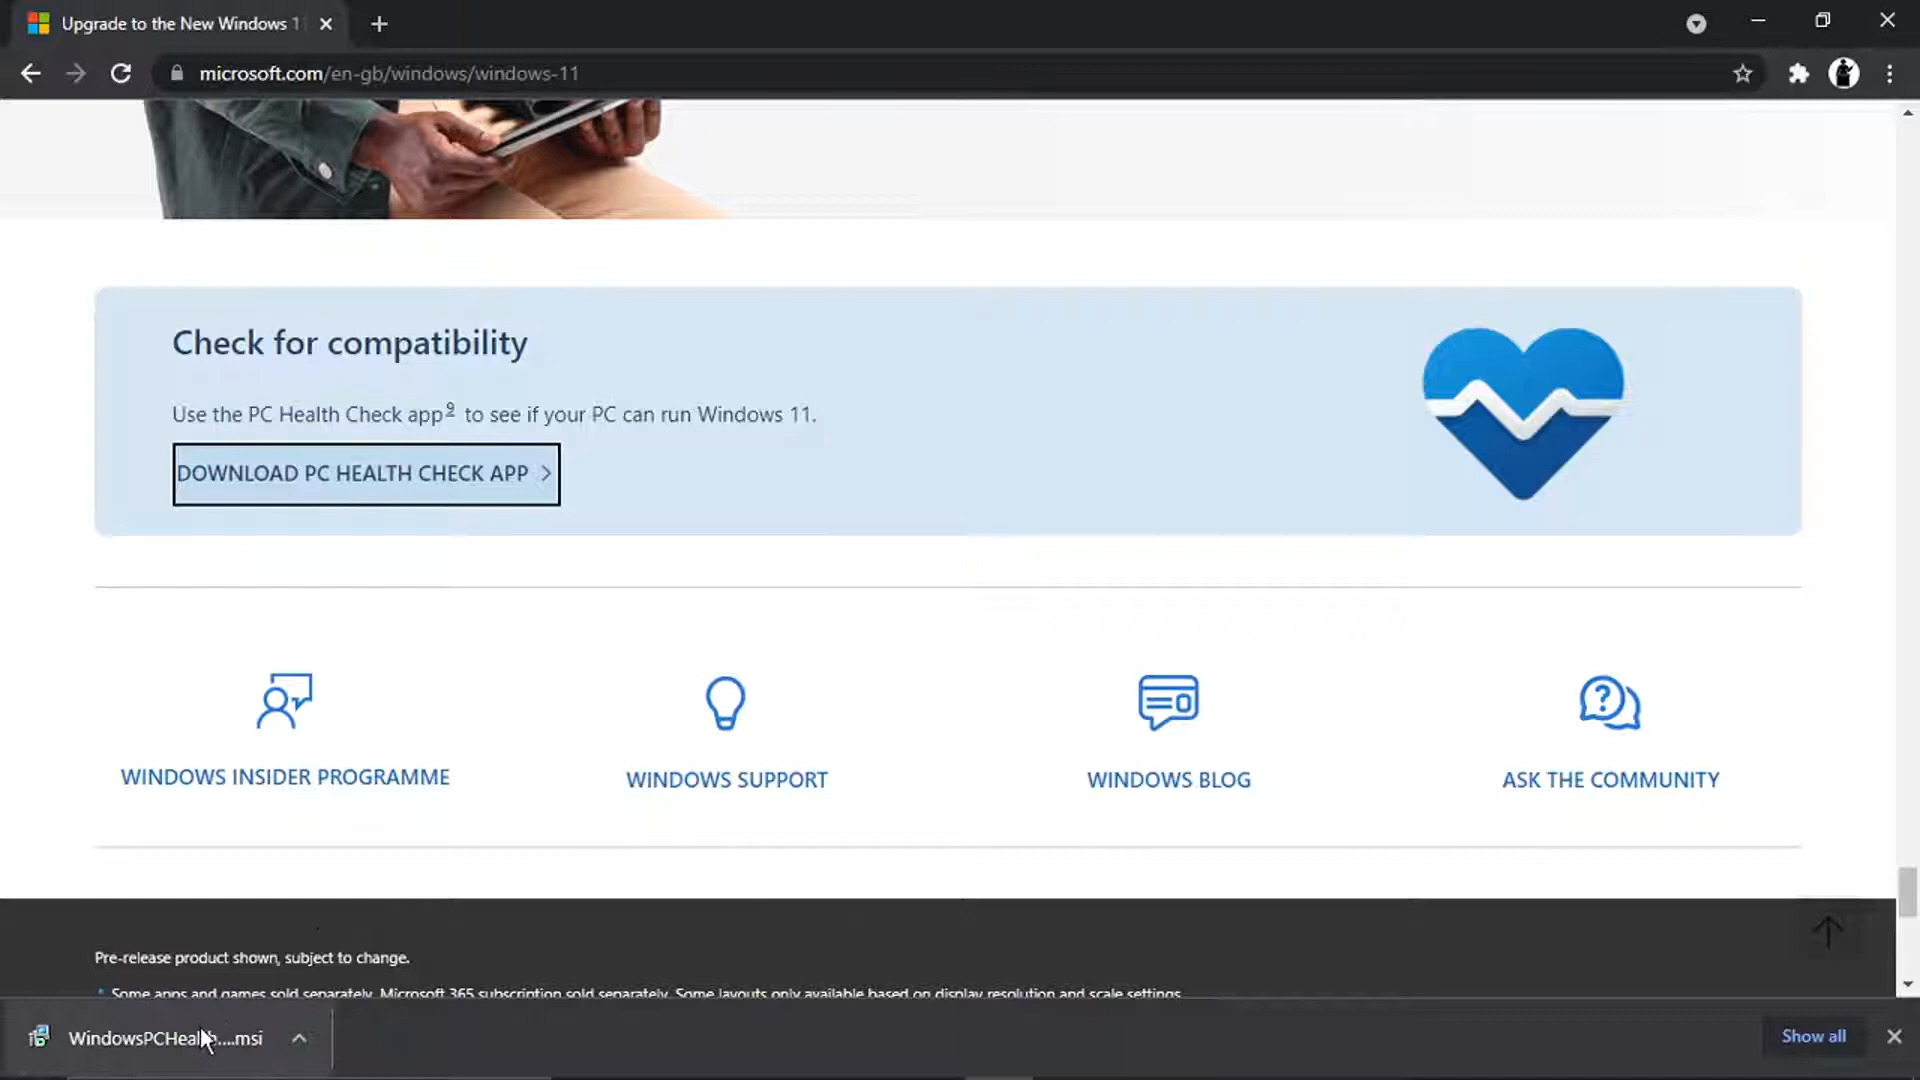 Upgrade to the New Windows 1
microsoft.com/en-gb/windows/windows-11
Check for compatibility
Use the PC Health Check app9 to see if your PC can run Windows 11.
DOWNLOAD PC HEALTH CHECK APP
WINDOWS INSIDER PROGRAMME
WINDOWS SUPPORT
WINDOWS BLOG
ASK THE COMMUNITY
Pre-release product shown, subject to change.
* Some apps and games sold separately. Microsoft 365 subscription sold separately. Some layouts only available based on display resolution and scale settings.
WindowsPCHealth....msi
Show all